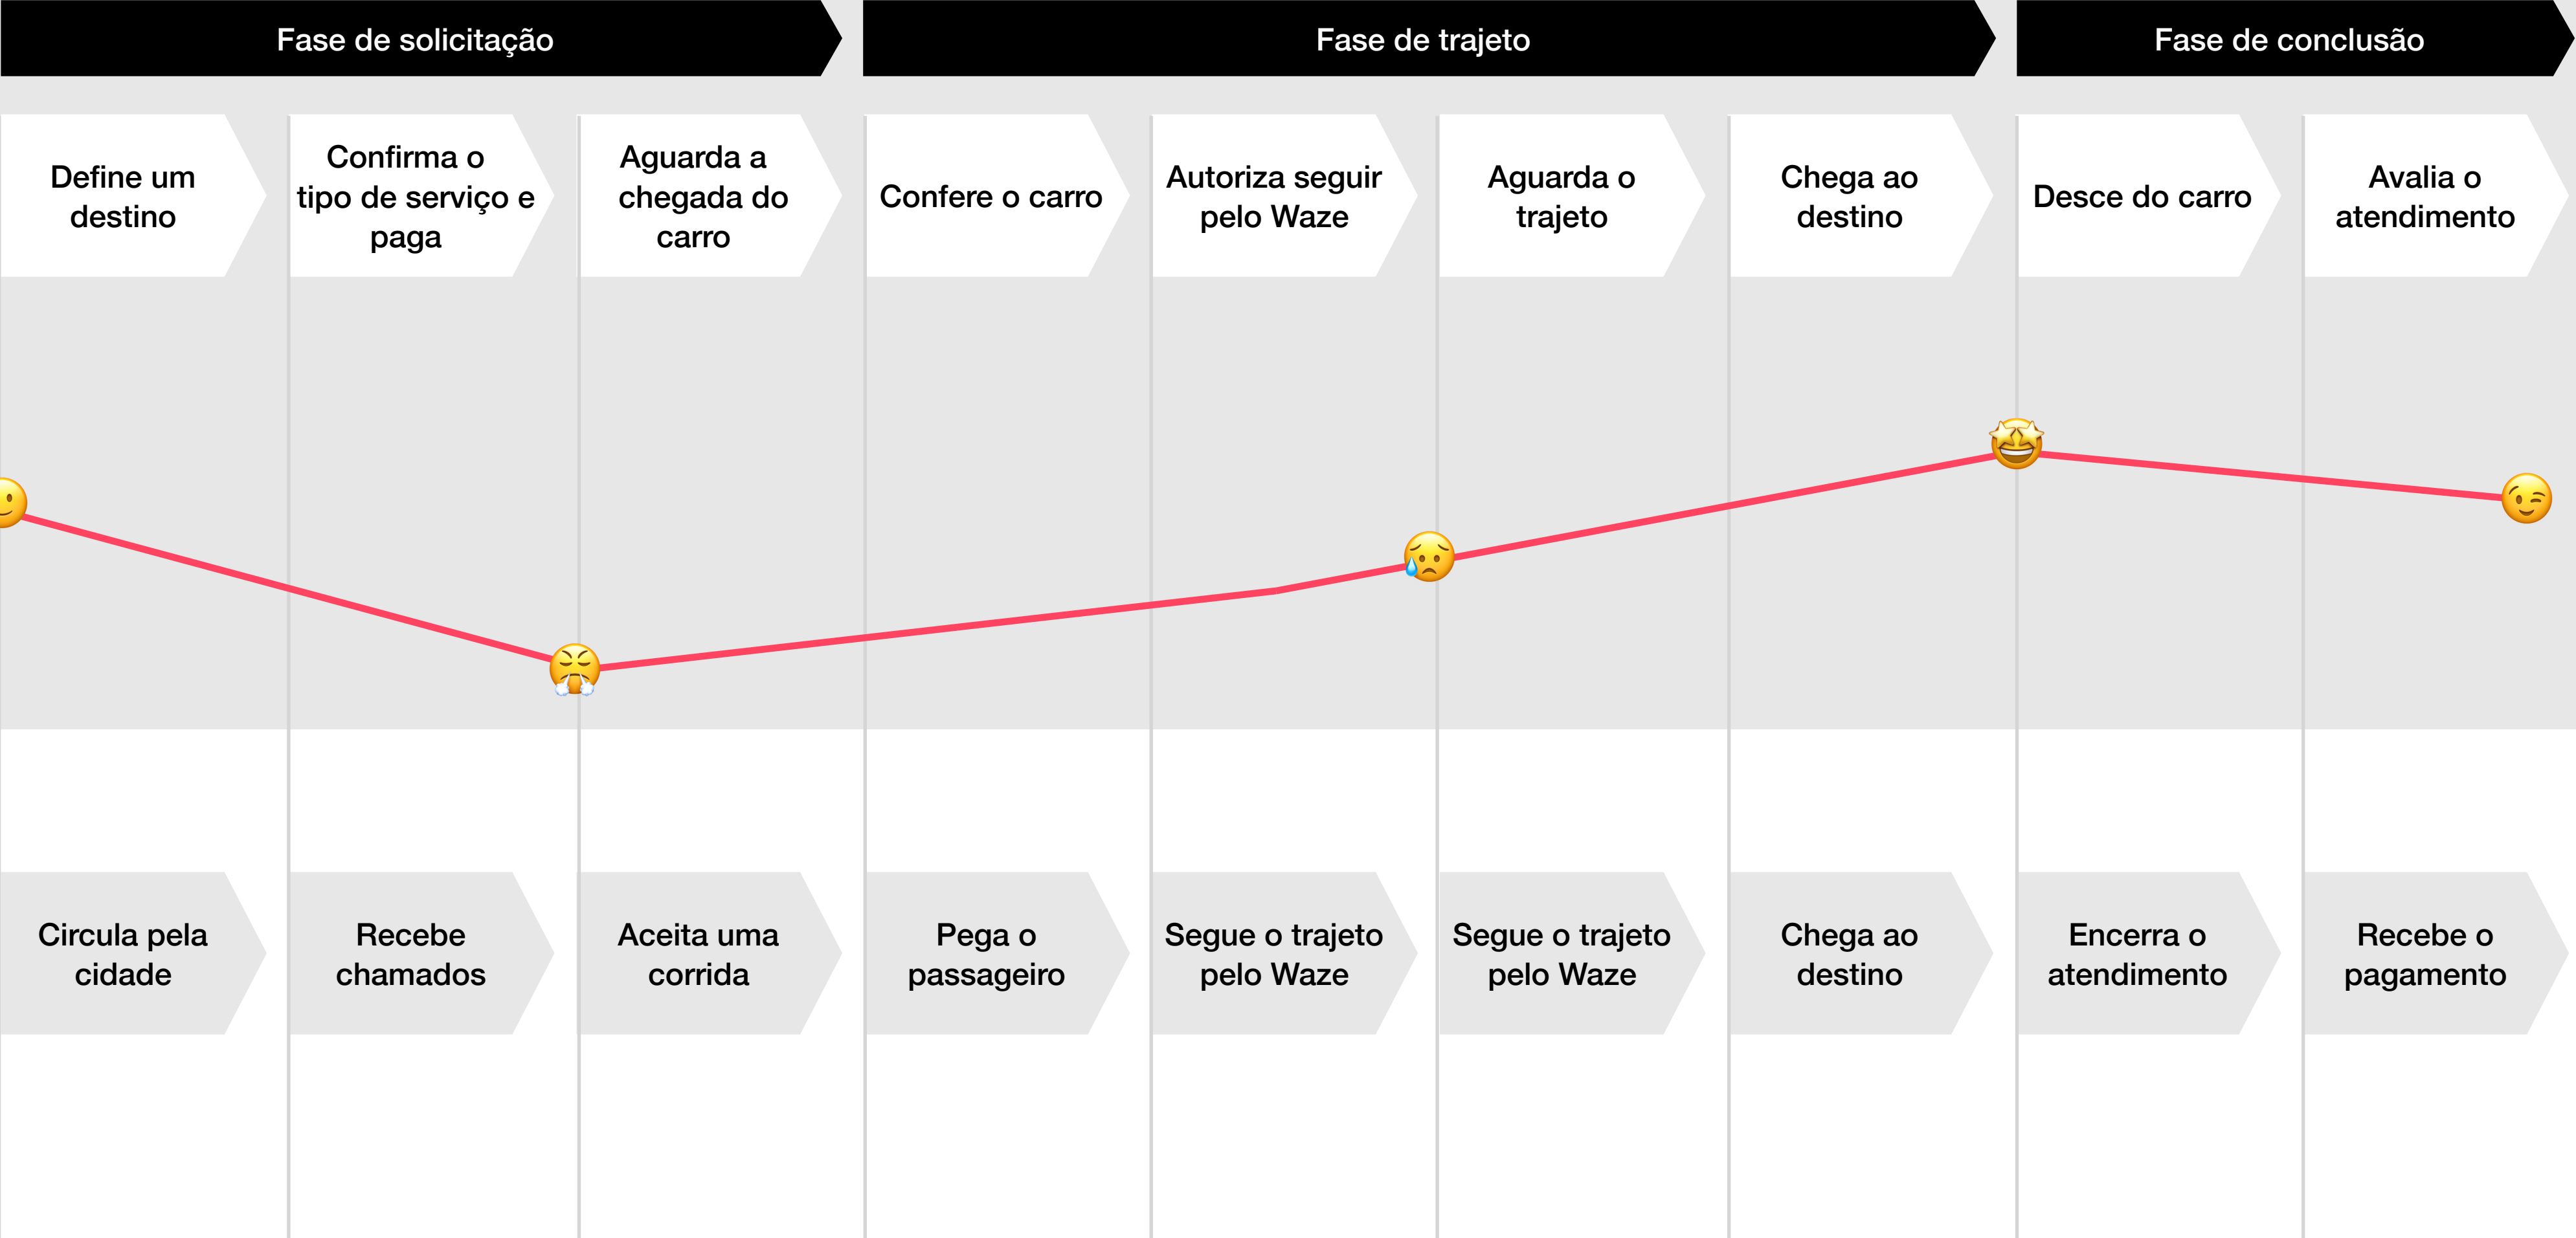 Fase de solicitação
Fase de trajeto
Fase de conclusão
Define um
destino
Confirma o
tipo de serviço e
paga
Aguarda a
chegada do
carro
Confere o carro
Autoriza seguir
pelo Waze
Aguarda o
trajeto
Chega ao
destino
Desce do carro
Avalia o
atendimento
Circula pela
cidade
Recebe
chamados
Aceita uma
corrida
Pega o
passageiro
Segue o trajeto
pelo Waze
Segue o trajeto
pelo Waze
Chega ao
destino
Encerra o
atendimento
Recebe o
pagamento